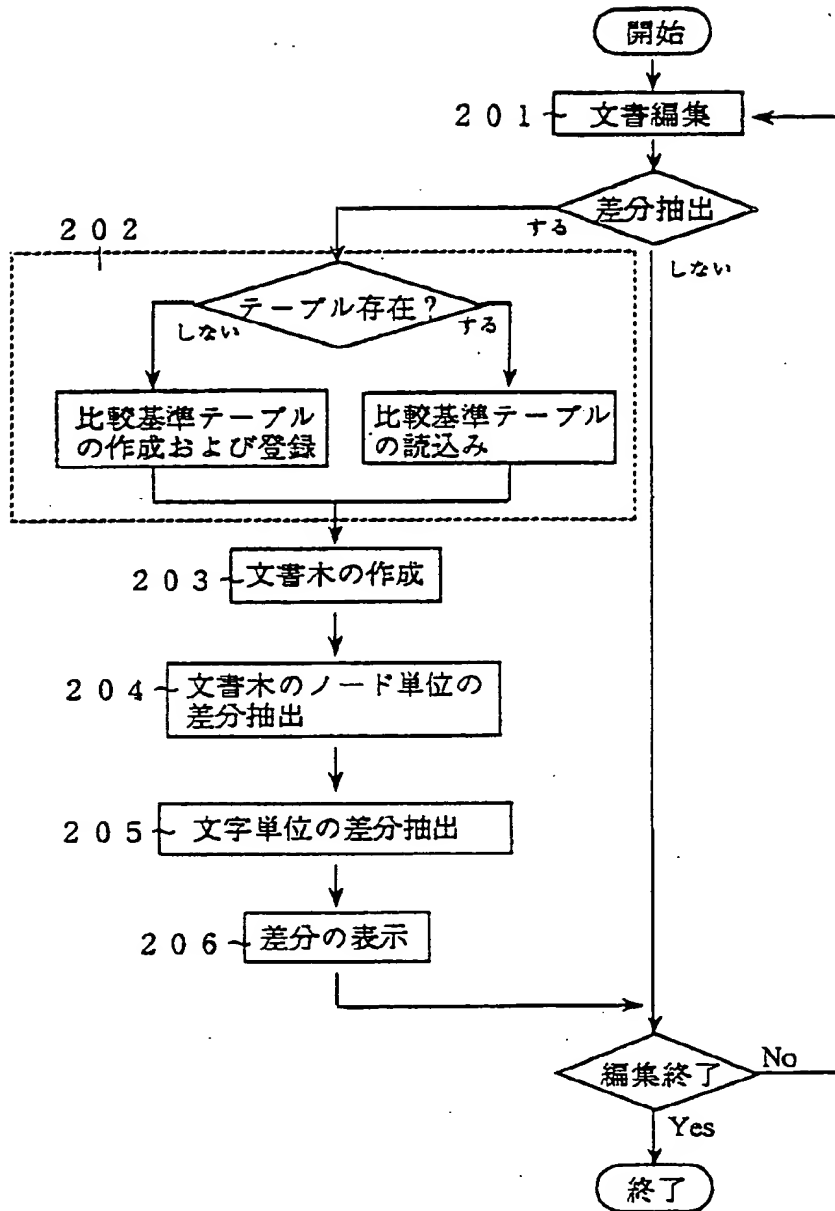 開始
201
文書編集
差分抽出
する
しない
202
テーブル存在?
しない
する
比較基準テーブル
の作成および登録
比較基準テーブル
の読込み
203
文書木の作成
204
文書木のノード単位の
差分抽出
205
文字単位の差分抽出
206
差分の表示
編集終了
No
Yes
終了